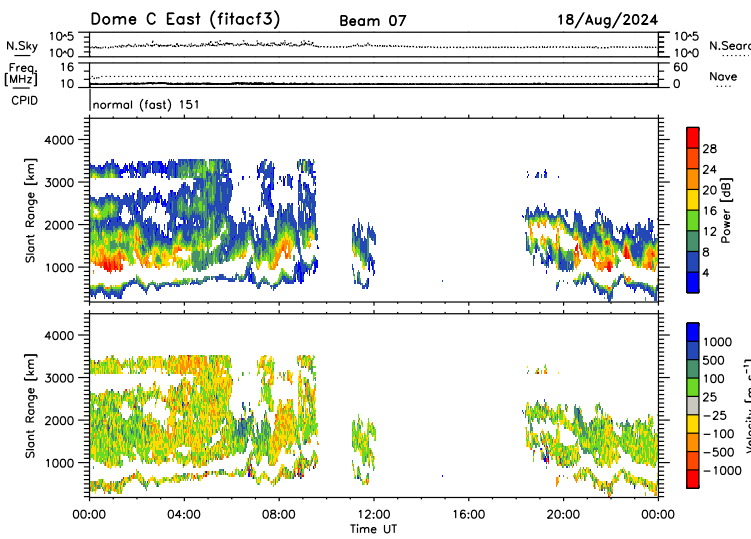 Dome C East (fitacf3) Beam 07 18/Aug/2024
N.Sky 10^5 10^0 10^5 10^0 N.Sear
Freq. [MHz] 16 10 60 0 Nave
CPID normal (fast) 151
Slant Range [km] 4000 3000 2000 1000
28 24 20 16 12 8 4 Power [dB]
Slant Range [km] 4000 3000 2000 1000
1000 500 100 25 -25 -100 -500 -1000 Velocity [m s⁻¹]
00:00 04:00 08:00 12:00 16:00 20:00 00:00
Time UT